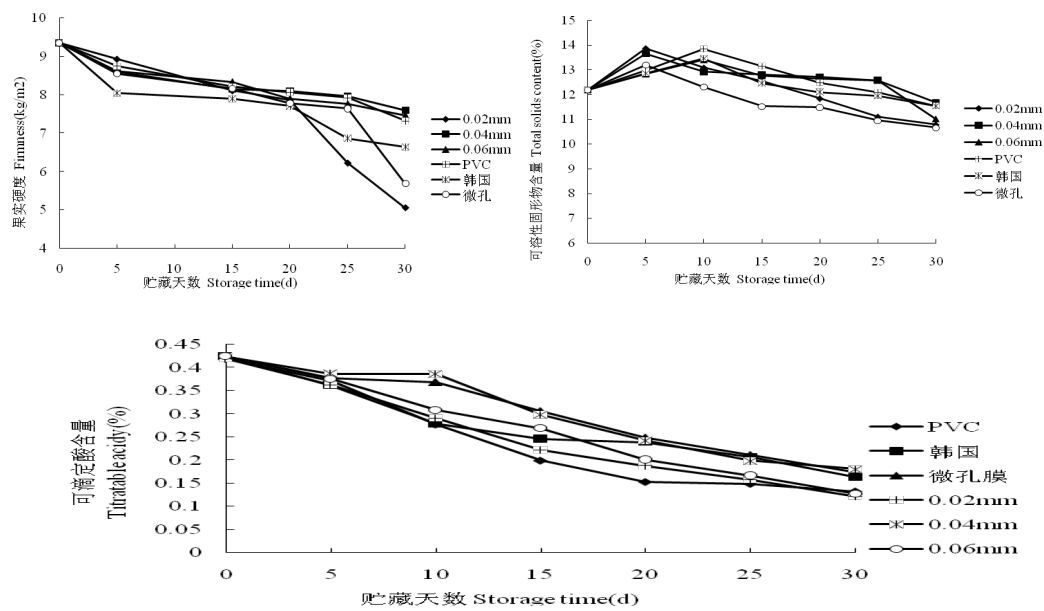 果实硬度 Fimness(kg/m2)
10
9
8
7
6
5
4
0 5 10 15 20 25 30
贮藏天数 Storage time(d)
0.02mm
0.04mm
0.06mm
PVC
韩国
微孔
可溶性固形物含量 Total solids content(%)
15
14
13
12
11
10
9
8
7
6
0 5 10 15 20 25 30
贮藏天数 Storage time(d)
0.02mm
0.04mm
0.06mm
PVC
韩国
微孔
可滴定酸含量
Titratable acidy(%)
0.45
0.4
0.35
0.3
0.25
0.2
0.15
0.1
0.05
0
0 5 10 15 20 25 30
贮藏天数 Storage time(d)
PVC
韩国
微孔膜
0.02mm
0.04mm
0.06mm